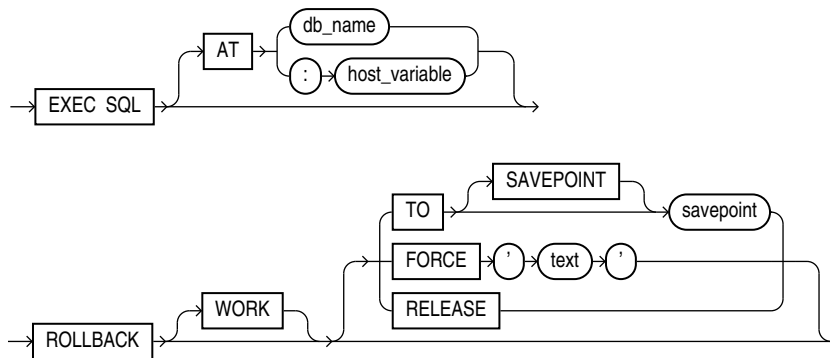 AT db_name
: host_variable
EXEC SQL
SAVEPOINT
TO savepoint
FORCE ' text '
WORK RELEASE
ROLLBACK